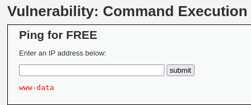 Vulnerability: Command Execution
Ping for FREE
Enter an IP address below:
submit
www-data